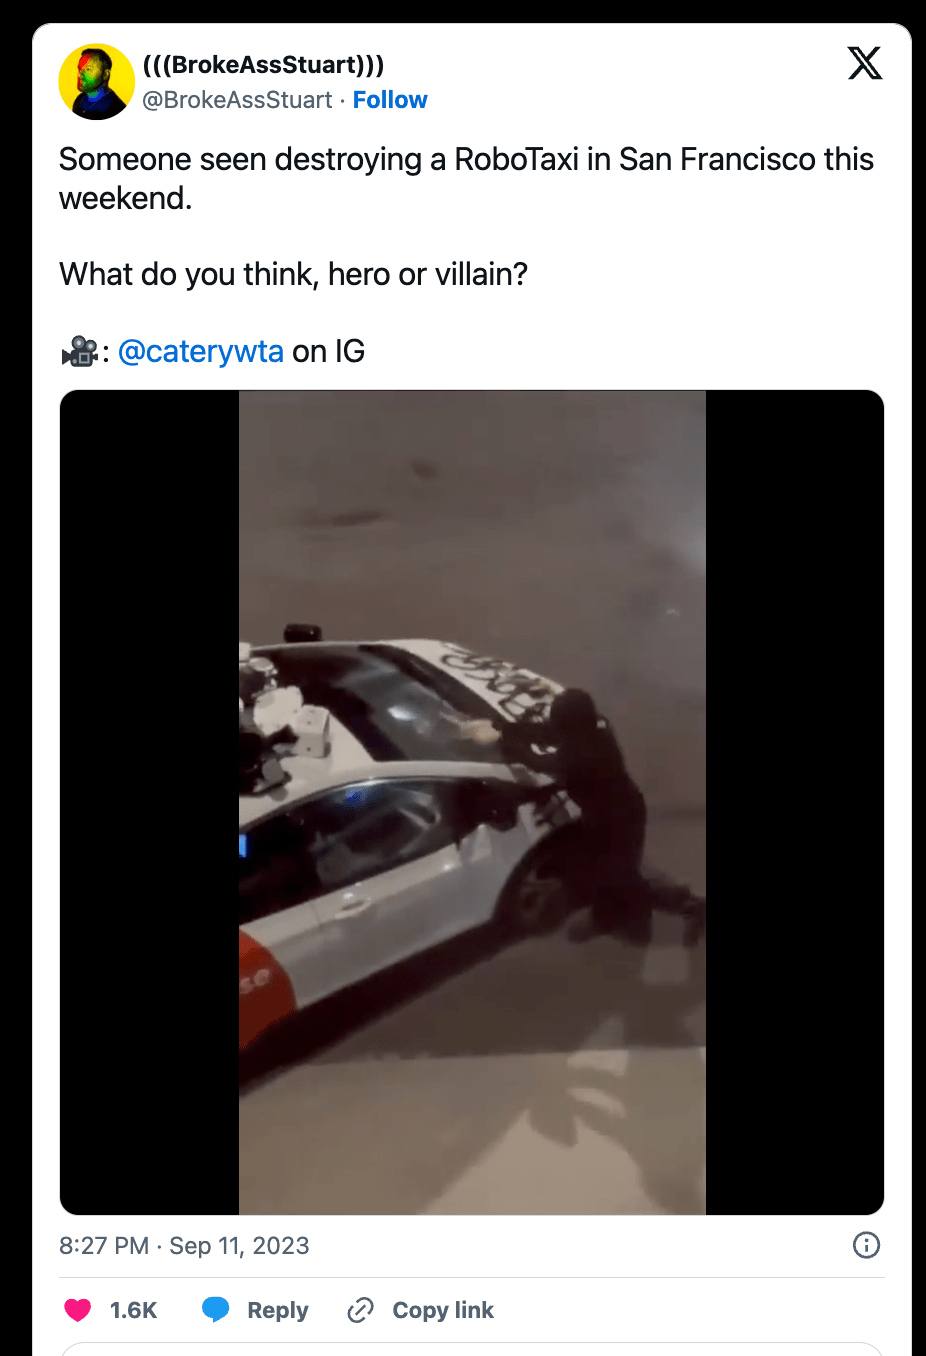 (((BrokeAssStuart)))
@BrokeAssStuart · Follow
Someone seen destroying a RoboTaxi in San Francisco this
weekend.
What do you think, hero or villain?
: @caterywta on IG
8:27 PM · Sep 11, 2023
1.6K Reply Copy link